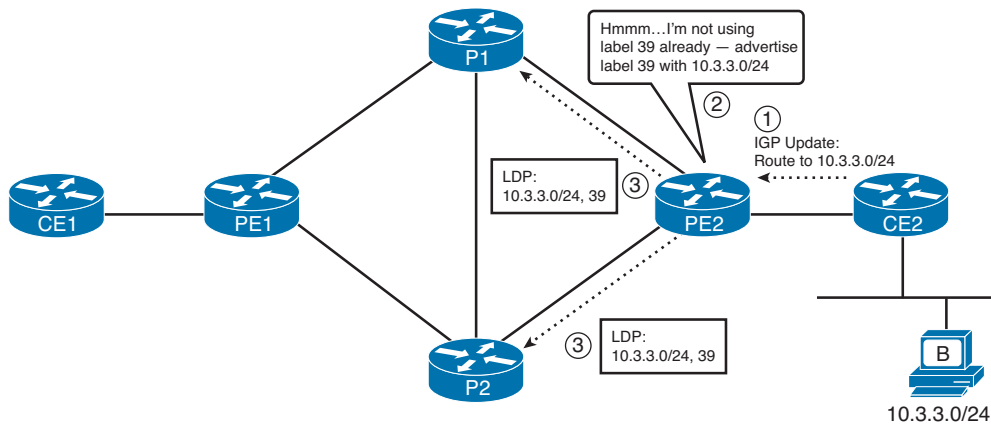 Hmmm…I'm not using
label 39 already — advertise
label 39 with 10.3.3.0/24
P1
2
1
IGP Update:
Route to 10.3.3.0/24
LDP:
10.3.3.0/24, 39
3
CE1
PE1
PE2
CE2
3
LDP:
10.3.3.0/24, 39
P2
B
10.3.3.0/24